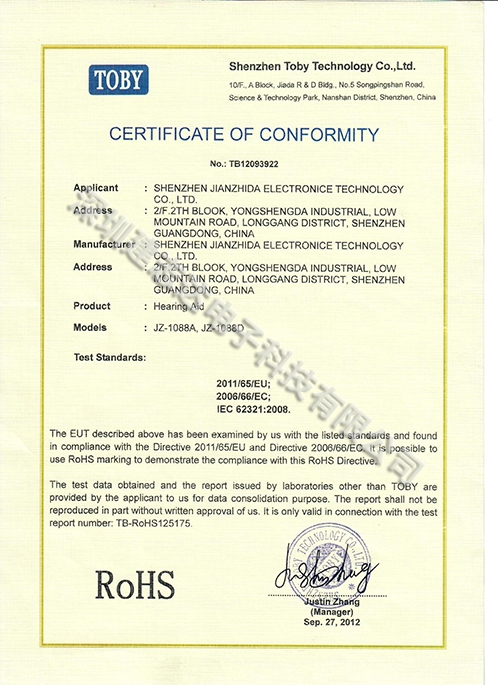 TOBY
Shenzhen Toby Technology Co.,Ltd.
10/F., A Block, Jiada R & D Bldg., No.5 Songpingshan Road,
Science & Technology Park, Nanshan District, Shenzhen, China
CERTIFICATE OF CONFORMITY
No.: TB12093922
Applicant : SHENZHEN JIANZHIDA ELECTRONICE TECHNOLOGY
CO., LTD.
Address : 2/F.2TH BLOOK, YONGSHENGDA INDUSTRIAL, LOW
MOUNTAIN ROAD, LONGGANG DISTRICT, SHENZHEN
GUANGDONG, CHINA
Manufacturer : SHENZHEN JIANZHIDA ELECTRONICE TECHNOLOGY
CO., LTD.
Address : 2/F.2TH BLOOK, YONGSHENGDA INDUSTRIAL, LOW
MOUNTAIN ROAD, LONGGANG DISTRICT, SHENZHEN
GUANGDONG, CHINA
Product : Hearing Aid
Models : JZ-1088A, JZ-1088D
Test Standards:
2011/65/EU;
2006/66/EC;
IEC 62321:2008.
The EUT described above has been examined by us with the listed standards and found
in compliance with the Directive 2011/65/EU and Directive 2006/66/EC. It is possible to
use RoHS marking to demonstrate the compliance with this RoHS Directive.
The test data obtained and the report issued by laboratories other than TOBY are
provided by the applicant to us for data consolidation purpose. The report shall not be
reproduced in part without written approval of us. It is only valid in connection with the test
report number: TB-RoHS125175.
RoHS
Justin Zhang
(Manager)
Sep. 27, 2012